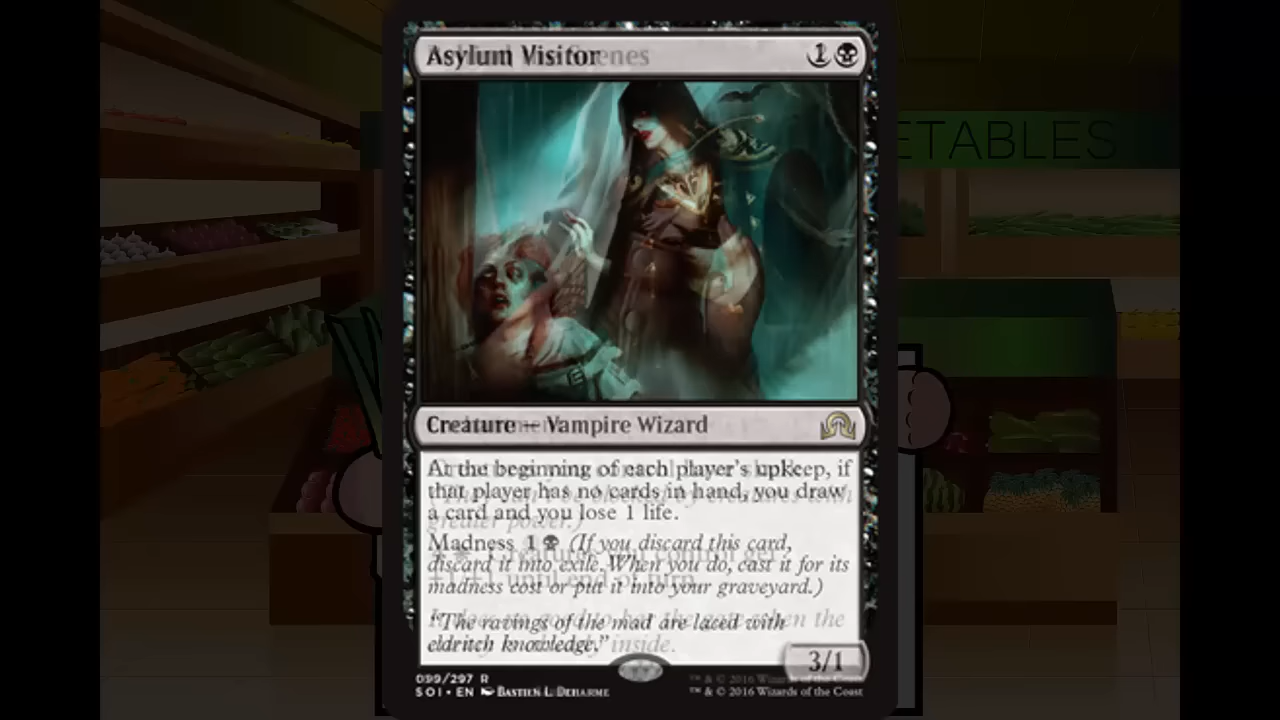 Asylum Visitor 1
ETABLES
Creature — Vampire Wizard
At the beginning of each player's upkeep, if
that player has no cards in hand, you draw
a card and you lose 1 life.
Madness 1 (If you discard this card,
discard it into exile. When you do, cast it for its
madness cost or put it into your graveyard.)
"The ravings of the mad are laced with
eldritch knowledge."
3/1
099/297 R
SOI • EN
™ & © 2016 Wizards of the Coast